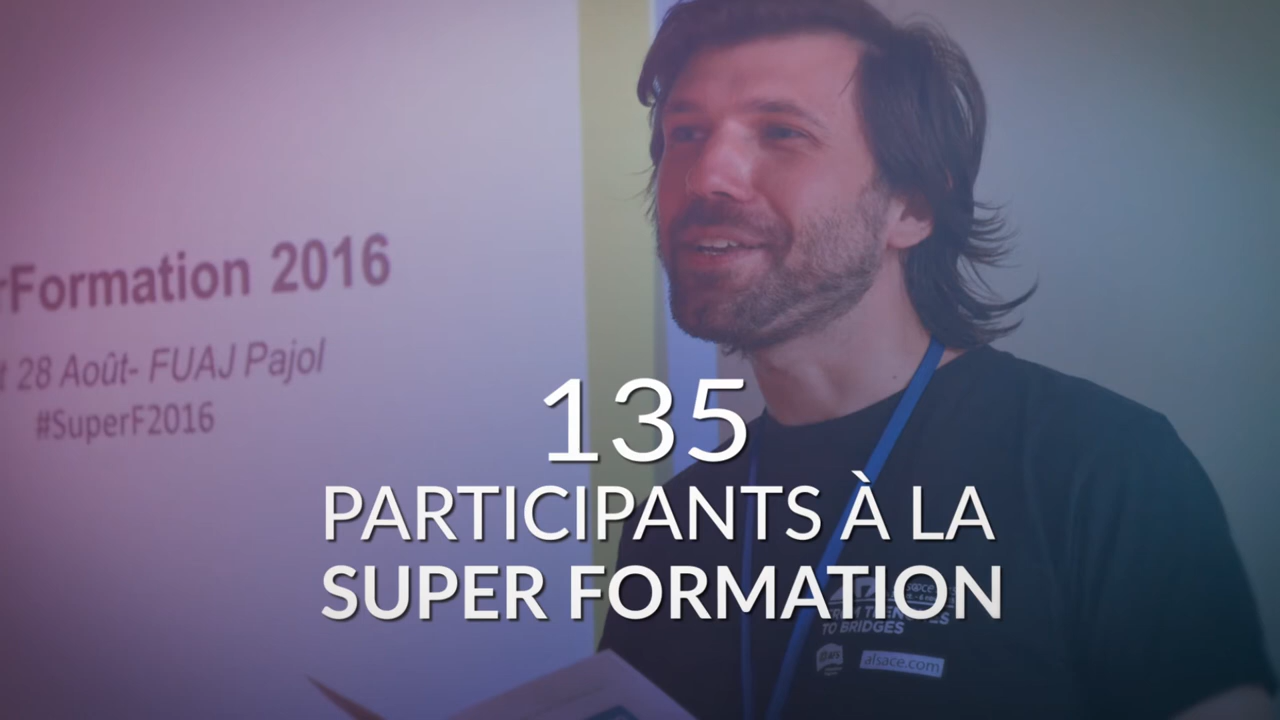 rFormation 2016
28 Août- FUAJ Pajol
#SuperF2016
135
PARTICIPANTS À LA
SUPER FORMATION
TO BRIDGES
alsace.com